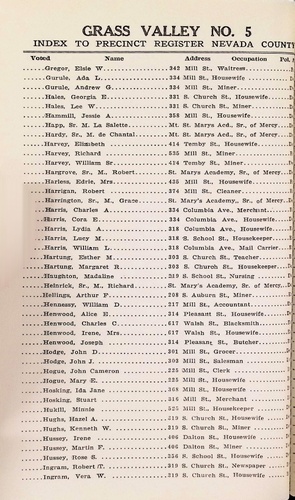 GRASS VALLEY NO. 5
INDEX TO PRECINCT REGISTER NEVADA COUNTY
Voted Name Address Occupation Pol.
Gregor, Elsie W. 342 Mill St., Waitress
Gurule, Ada L. 334 Mill St., Housewife
Gurule, Andrew G. 334 Mill St., Miner
Hales, Georgia E. 331 S. Church St., Housewife
Hales, Lee W. 331 S. Church St., Miner
Hammill, Jessie A. 358 Mill St., Housewife
Happ, Sr. M. La Salette Mt. St. Marys Acd., Sr. of Mercy
Hardy, Sr., M. de Chantal Mt. St. Marys Acd., Sr. of Mercy
Harvey, Elizabeth 414 Temby St., Housewife
Harvey, Richard 535 Mill St., Miner
Harvey, William Sr. 414 Temby St., Miner
Hargrove, Sr., M., Robert St. Marys Academy, Sr. of Mercy
Harless, Edrie, Mrs. 435 Mill St., Housewife
Harrigan, Robert 374 Mill St., Cleaner
Harrington, Sr., M., Grace St. Mary's Academy, Sr., of Mercy
Harris, Charles A. 334 Columbia Ave., Merchant
Harris, Cora E. 334 Columbia Ave., Housewife
Harris, Lydia A. 318 Columbia Ave., Housewife
Harris, Lucy M. 318 S. School St., Housekeeper
Harris, William L. 318 Columbia Ave., Mail Carrier
Hartung, Esther M. 303 S. Church St., Teacher
Hartung, Margaret R. 303 S. Church St., Housekeeper
Haughton, Madaline 319 S. School St., Nursing
Heinrick, Sr., M., Richard St. Marys Academy, Sr. of Mercy
Hellings, Arthur F. 208 S. Auburn St., Miner
Hennessy, William D. 317 Mill St., Accountant
Henwood, Alice E. 314 Pleasant St., Housewife
Henwood, Charles C. 617 Walsh St., Blacksmith
Henwood, Irene, Mrs. 617 Walsh St., Housewife
Henwood, Joseph 314 Pleasant St., Butcher
Hodge, John D. 301 Mill St., Grocer
Hodge, John J. 303 Mill St., Salesman
Hogue, John Cameron 225 Mill St., Clerk
Hogue, Mary E. 225 Mill St., Housewife
Hosking, Ida Jane Mill St., Housewife
Hosking, Stuart Mill St., Merchant
Hukill, Minnie 525 Mill St., Housekeeper
Hughs, Hazel A. 219 S. Church St., Housewife
Hughs, Kenneth W. 219 S. Church St., Miner
Hussey, Irene 406 Dalton St., Housewife
Hussey, Martin F. 406 Dalton St., Miner
Hussey, Rose S. 356 S. School St., Housewife
Ingram, Robert T. 219 S. Church St., Newspaper
Ingram, Vera W. 219 S. Church St., Housewife